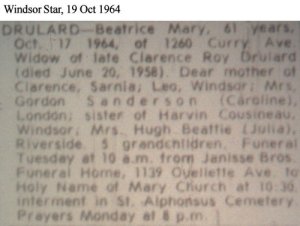 Windsor Star, 19 Oct 1964
DRULARD—Beatrice Mary, 61 years,
Oct. 17 1964, of 1260 Curry Ave.
Widow of late Clarence Roy Drulard
(died June 20, 1958). Dear mother of
Clarence, Sarnia; Leo, Windsor; Mrs.
Gordon Sanderson (Caroline),
London; sister of Harvin Cousineau,
Windsor; Mrs. Hugh Beattie (Julia),
Riverside. 5 grandchildren. Funeral
Tuesday at 10 a.m. from Janisse Bros.
Funeral Home, 1139 Ouellette Ave. to
Holy Name of Mary Church at 10:30
interment in St. Alphonsus Cemetery
Prayers Monday at 8 p.m.